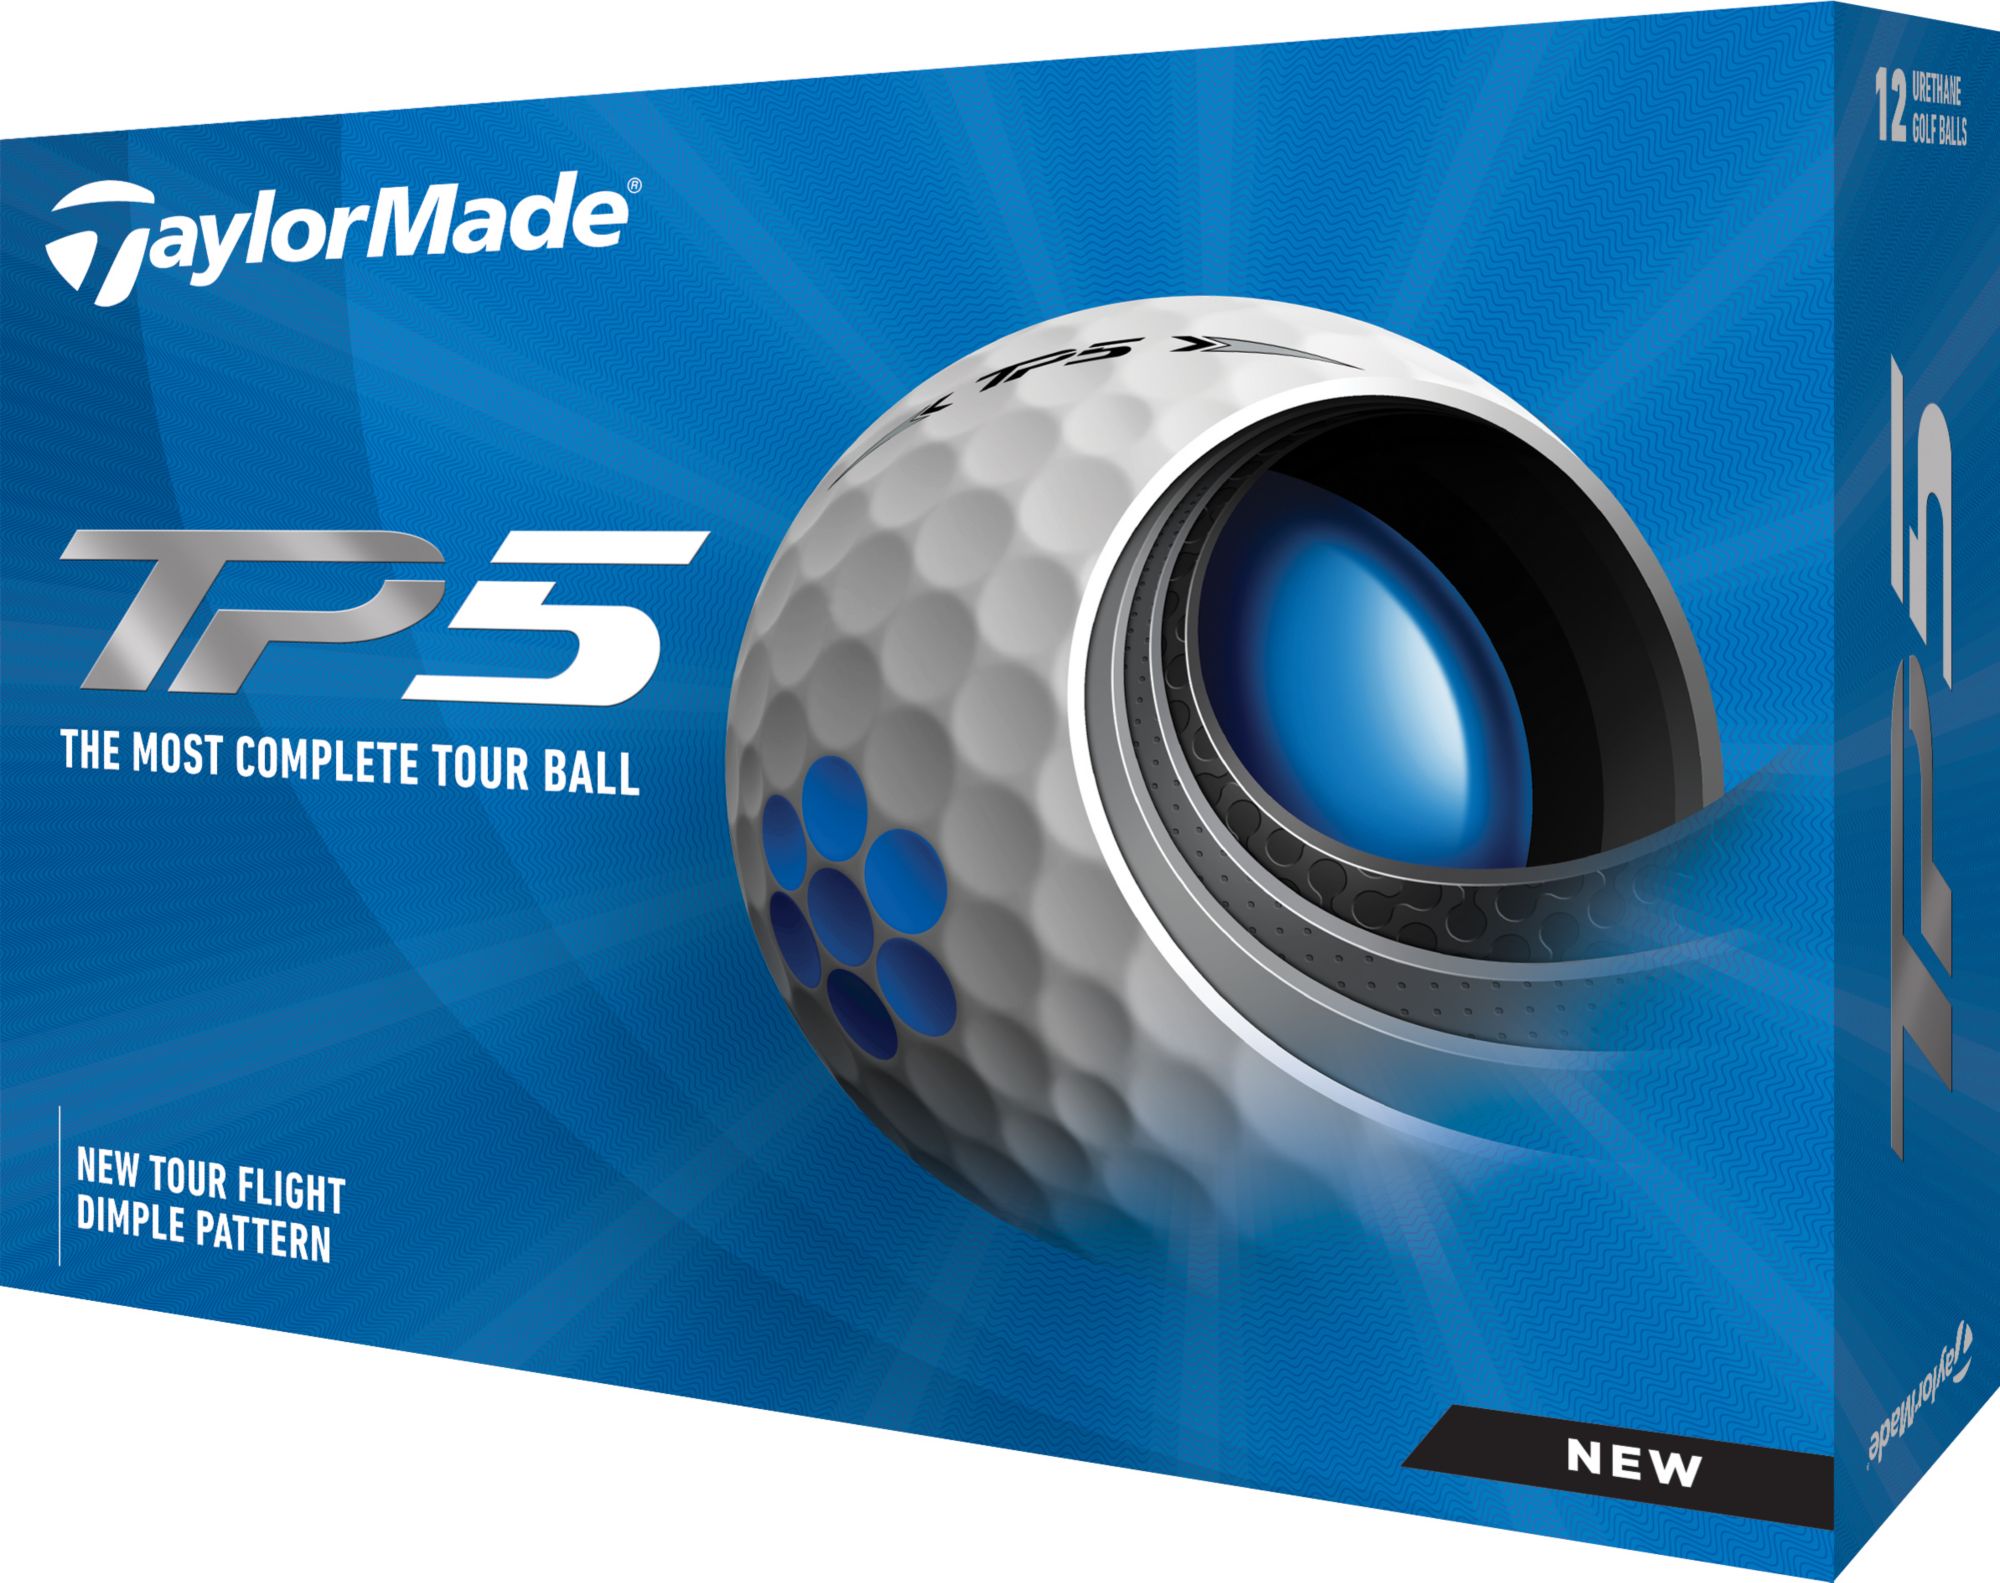 TaylorMade®
TP5
THE MOST COMPLETE TOUR BALL
NEW TOUR FLIGHT
DIMPLE PATTERN
TP5
NEW
12 URETHANE
GOLF BALLS
TP5
TaylorMade